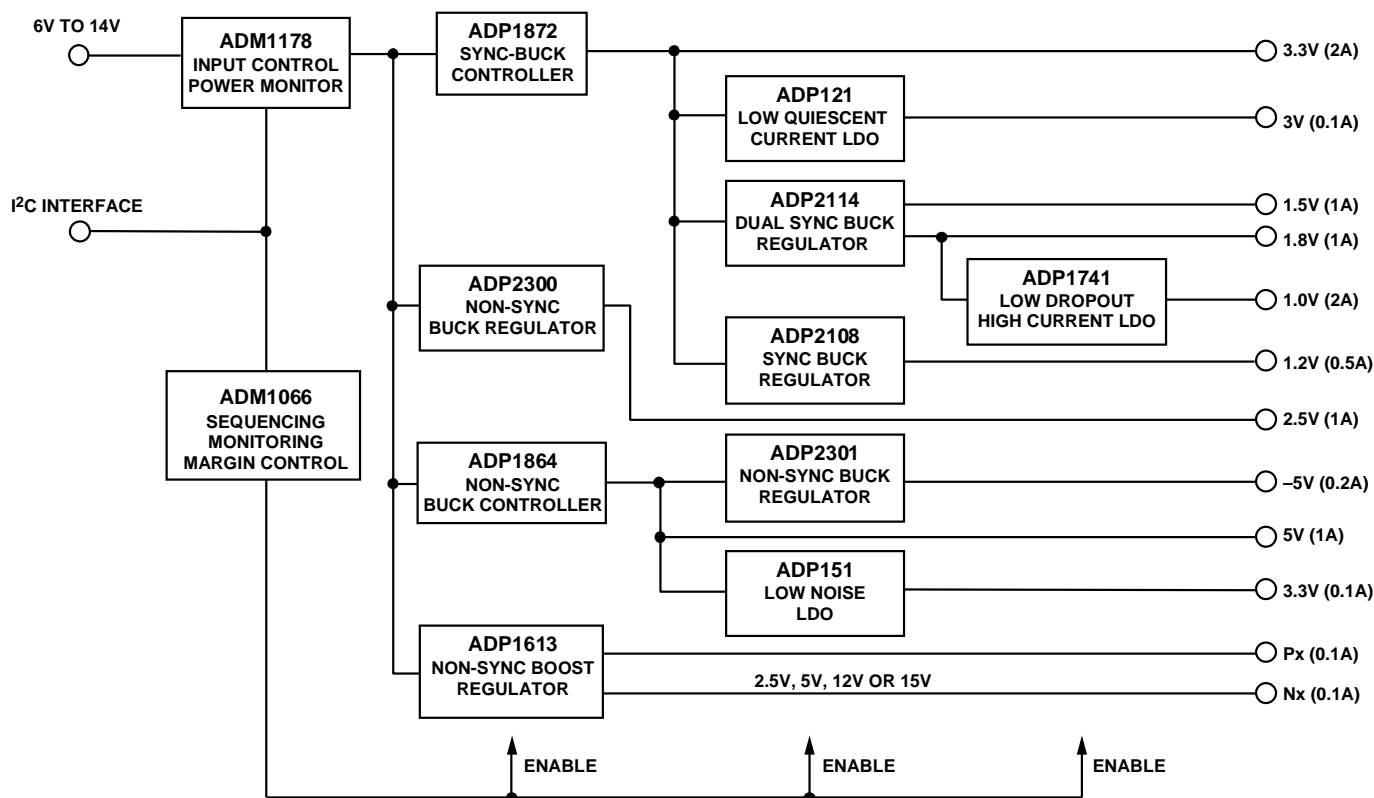 6V TO 14V
ADM1178
INPUT CONTROL
POWER MONITOR
ADP1872
SYNC-BUCK
CONTROLLER
3.3V (2A)
ADP121
LOW QUIESCENT
CURRENT LDO
3V (0.1A)
I2C INTERFACE
ADP2114
DUAL SYNC BUCK
REGULATOR
1.5V (1A)
1.8V (1A)
ADP1741
LOW DROPOUT
HIGH CURRENT LDO
1.0V (2A)
ADP2300
NON-SYNC
BUCK REGULATOR
ADP2108
SYNC BUCK
REGULATOR
1.2V (0.5A)
ADM1066
SEQUENCING
MONITORING
MARGIN CONTROL
2.5V (1A)
ADP1864
NON-SYNC
BUCK CONTROLLER
ADP2301
NON-SYNC BUCK
REGULATOR
–5V (0.2A)
5V (1A)
ADP151
LOW NOISE
LDO
3.3V (0.1A)
ADP1613
NON-SYNC BOOST
REGULATOR
Px (0.1A)
2.5V, 5V, 12V OR 15V
Nx (0.1A)
ENABLE
ENABLE
ENABLE